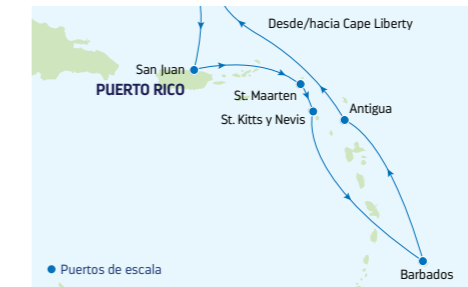 Desde/hacia Cape Liberty
San Juan
PUERTO RICO
St. Maarten
St. Kitts y Nevis
Antigua
Barbados
Puertos de escala